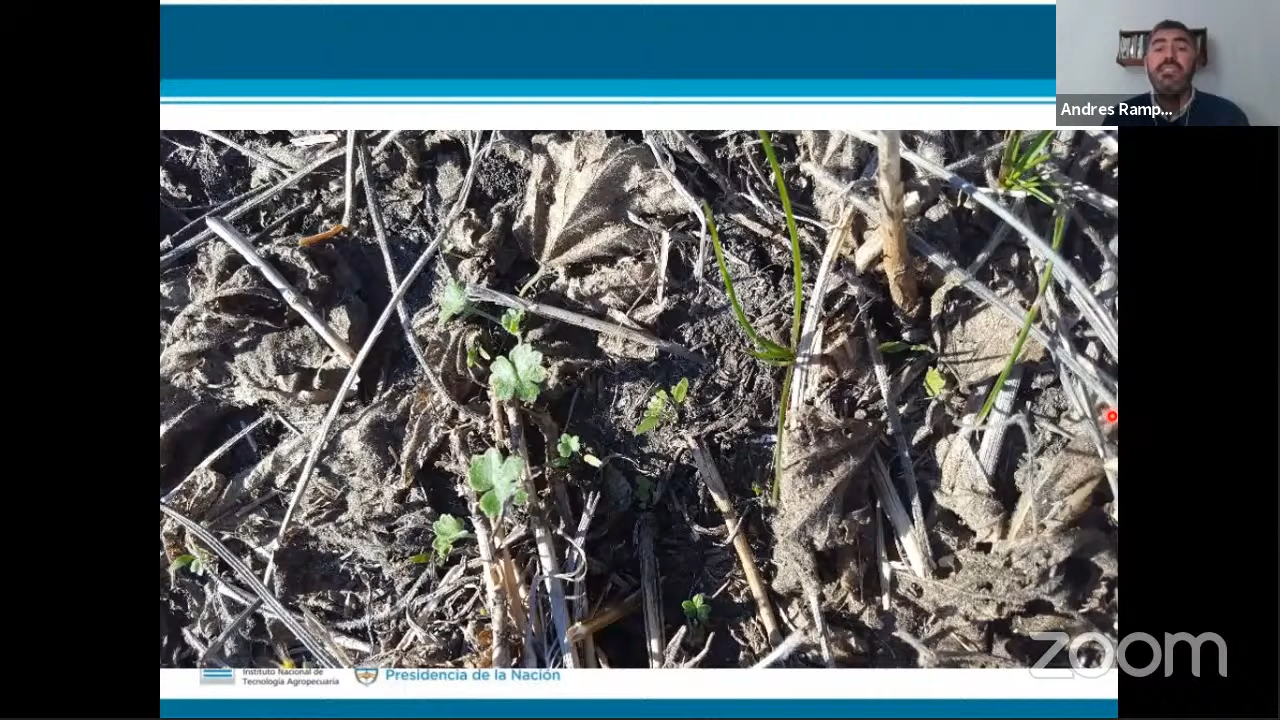 Andres Ramp...
Instituto Nacional de
Tecnología Agropecuaria
Presidencia de la Nación
zoom